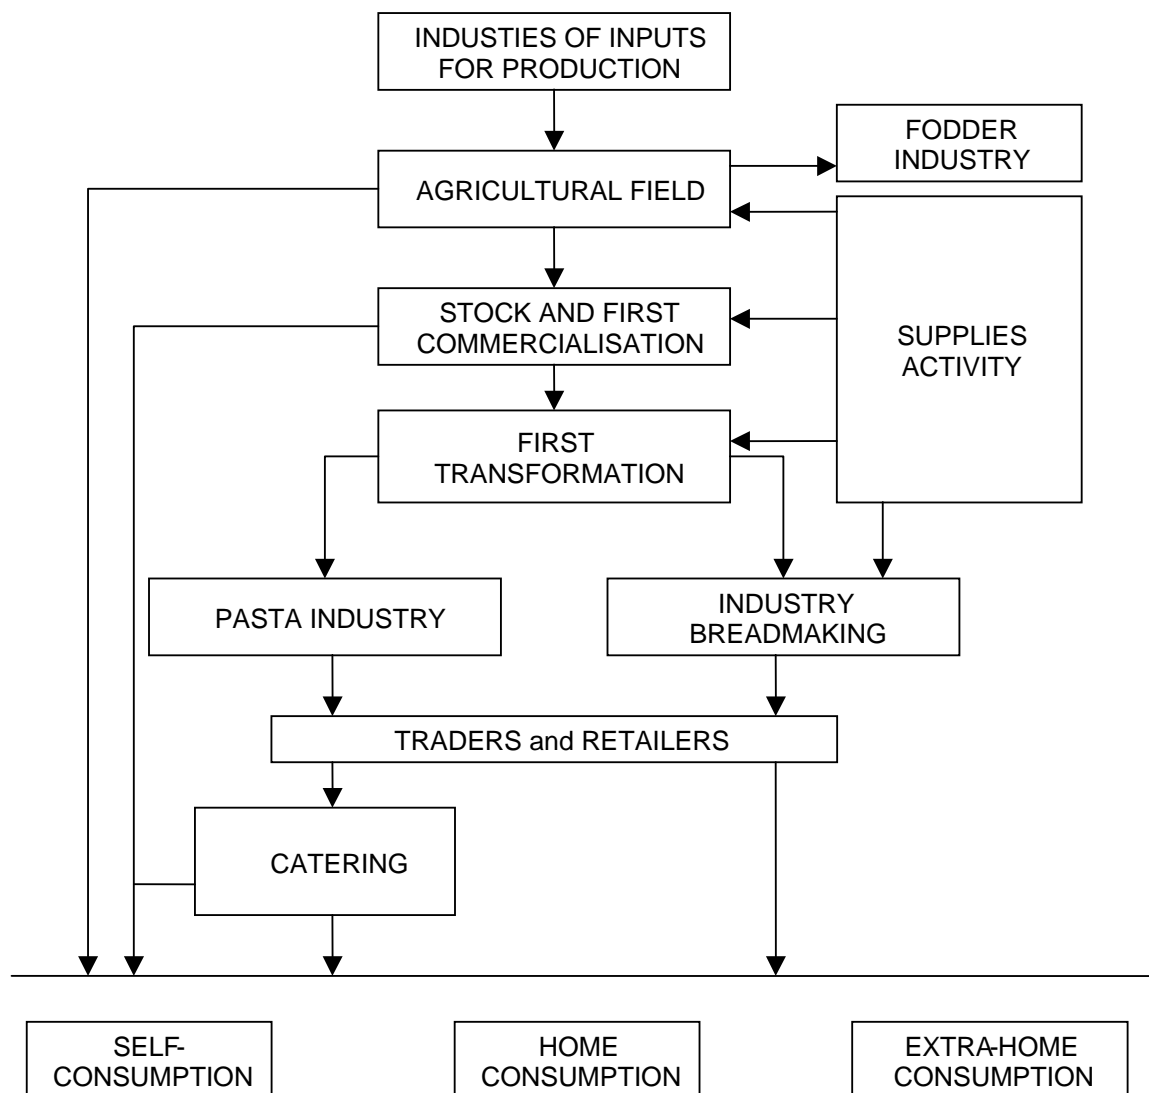 INDUSTIES OF INPUTS
FOR PRODUCTION
FODDER
INDUSTRY
AGRICULTURAL FIELD
STOCK AND FIRST
COMMERCIALISATION
SUPPLIES
ACTIVITY
FIRST
TRANSFORMATION
PASTA INDUSTRY
INDUSTRY
BREADMAKING
TRADERS and RETAILERS
CATERING
SELF-
CONSUMPTION
HOME
CONSUMPTION
EXTRA-HOME
CONSUMPTION